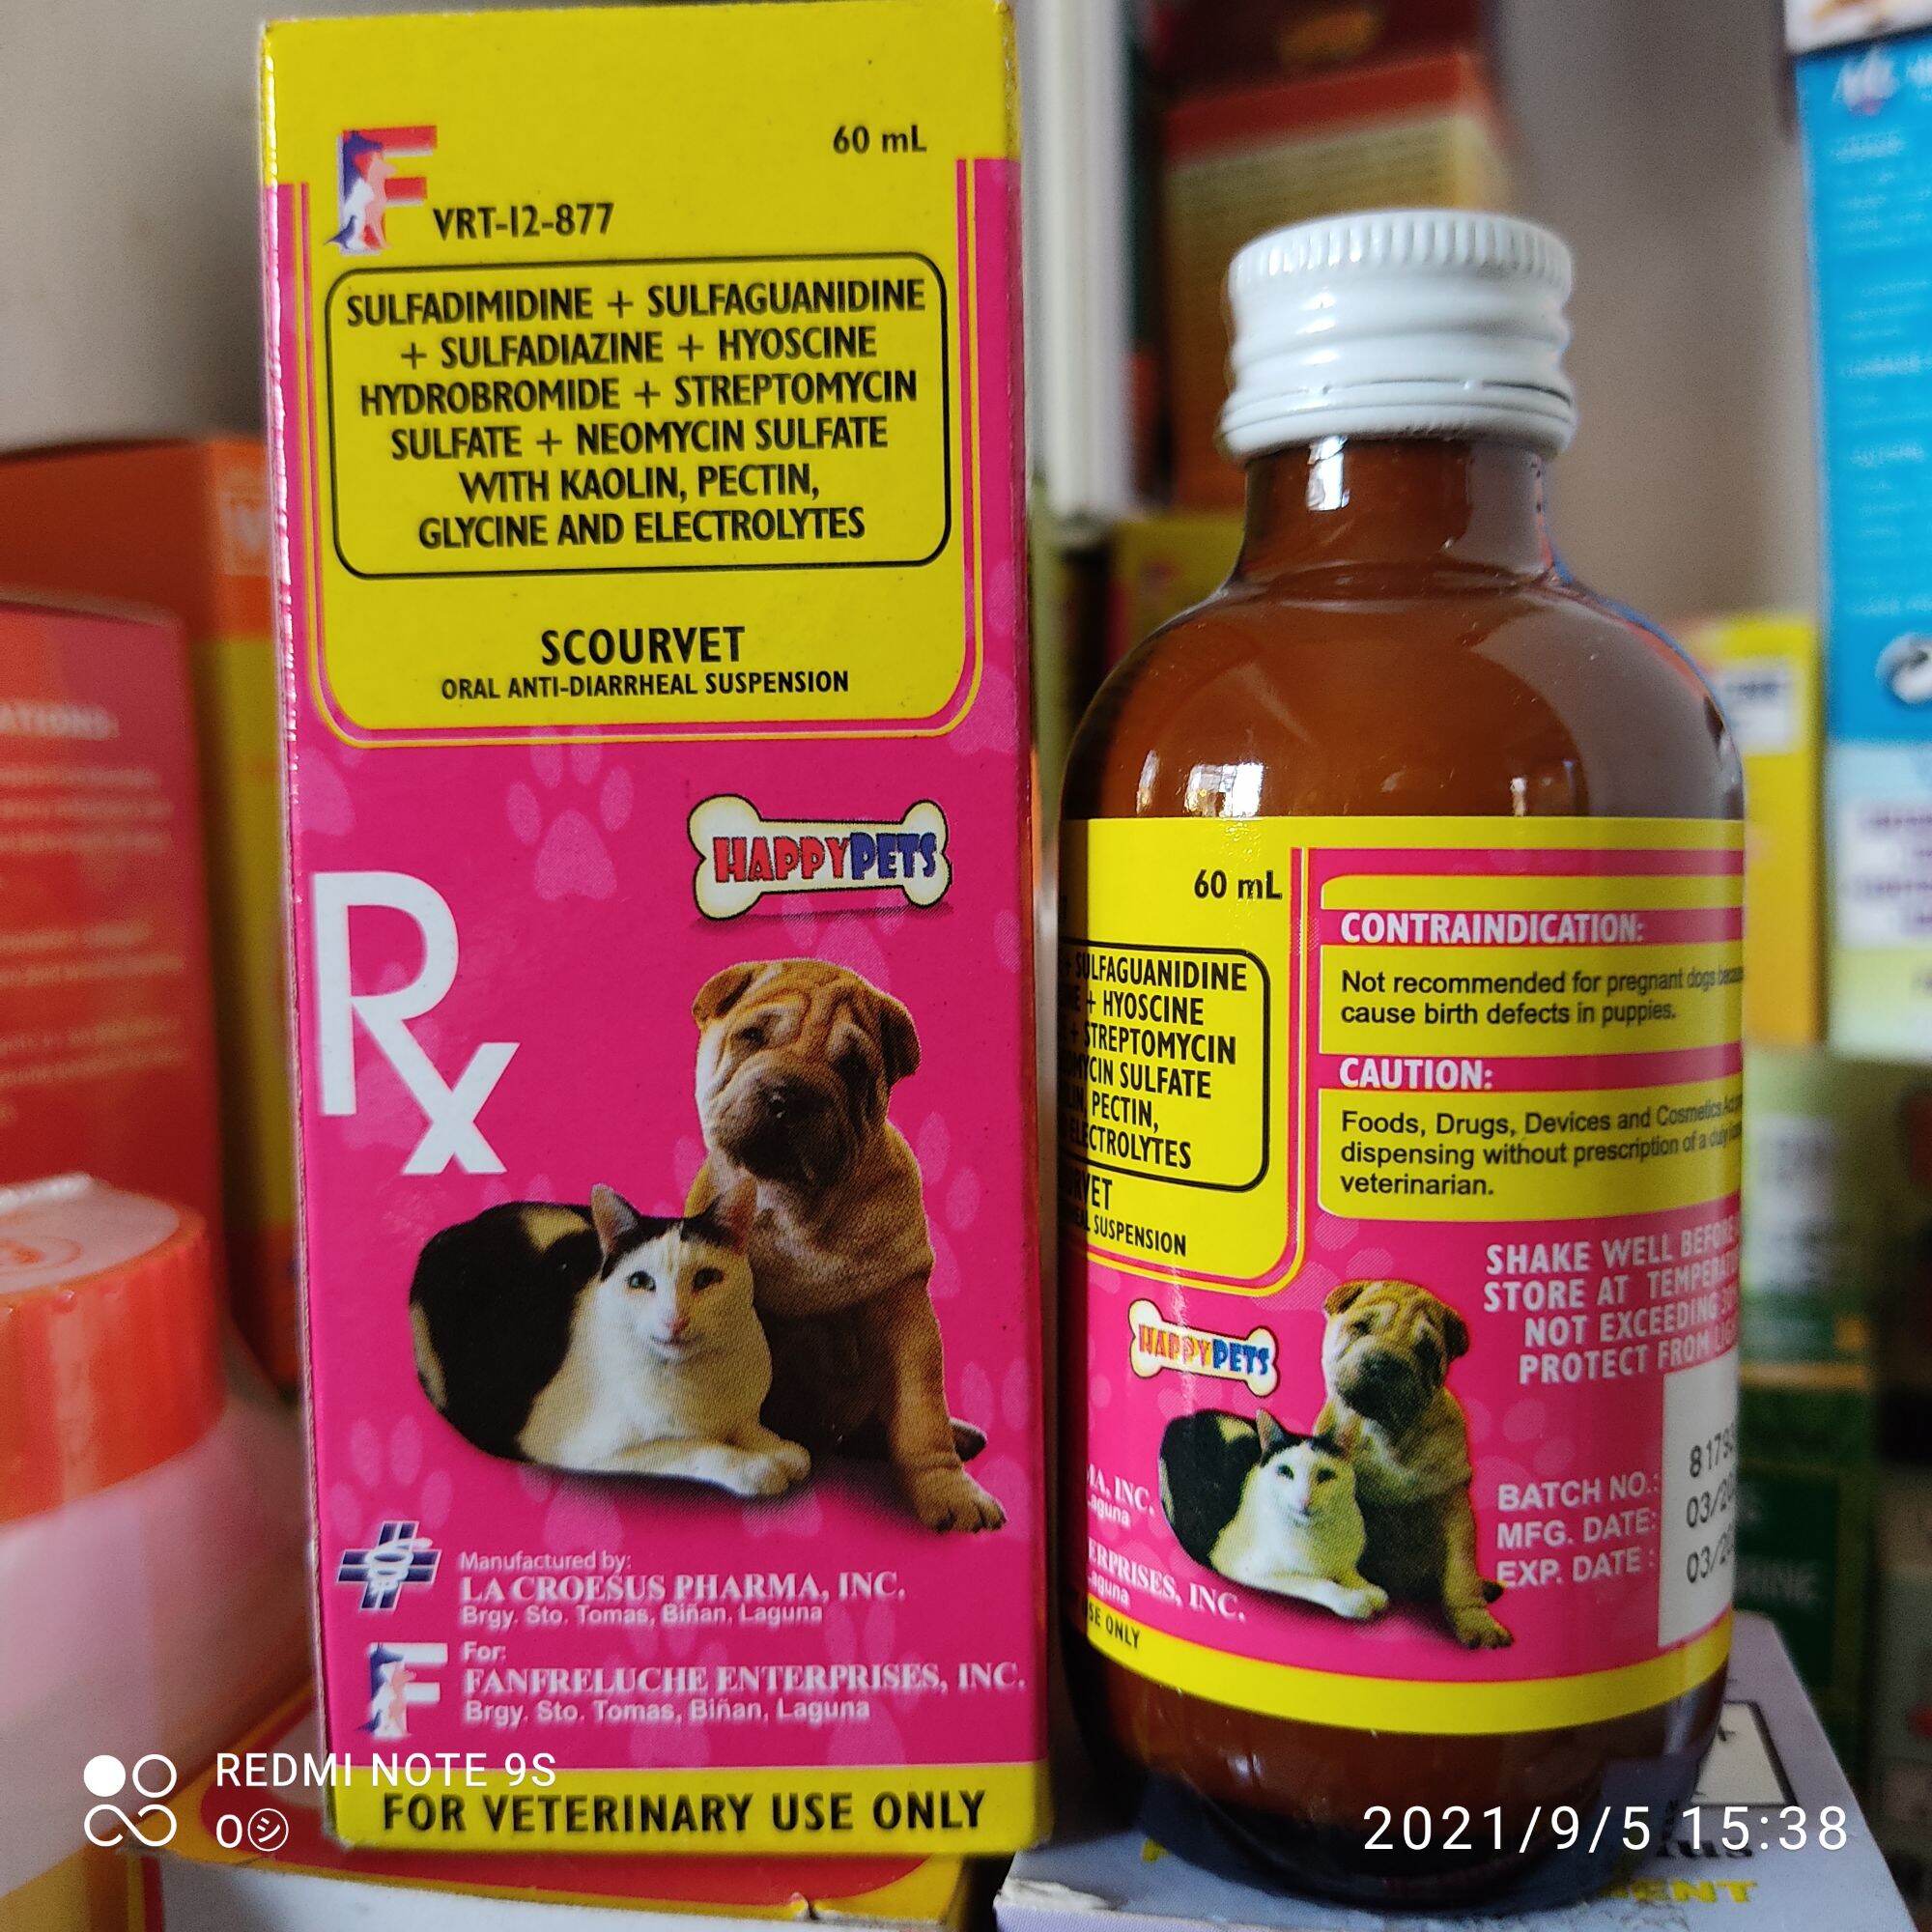 60 mL
F
VRT-12-877
SULFADIMIDINE + SULFAGUANIDINE
+ SULFADIAZINE + HYOSCINE
HYDROBROMIDE + STREPTOMYCIN
SULFATE + NEOMYCIN SULFATE
WITH KAOLIN, PECTIN,
GLYCINE AND ELECTROLYTES
SCOURVET
ORAL ANTI-DIARRHEAL SUSPENSION
HAPPYPETS
Rx
Manufactured by:
LA CROESUS PHARMA, INC.
Brgy. Sto. Tomas, Biñan, Laguna
F
For:
FANFRELUCHE ENTERPRISES, INC.
Brgy. Sto. Tomas, Biñan, Laguna
FOR VETERINARY USE ONLY
60 mL
+ SULFAGUANIDINE
+ HYOSCINE
+ STREPTOMYCIN
SULFATE
PECTIN,
SUSPENSION
HAPPYPETS
INC.
INC.
ONLY
CONTRAINDICATION:
Not recommended for pregnant dogs
cause birth defects in puppies.
CAUTION:
Foods, Drugs, Devices and Cosmetics
dispensing without prescription of a duly
veterinarian.
SHAKE WELL BEFORE
STORE AT
NOT EXCEEDING
PROTECT FROM
BATCH NO.:
MFG. DATE:
EXP. DATE :
REDMI NOTE 9S
2021/9/5 15:38